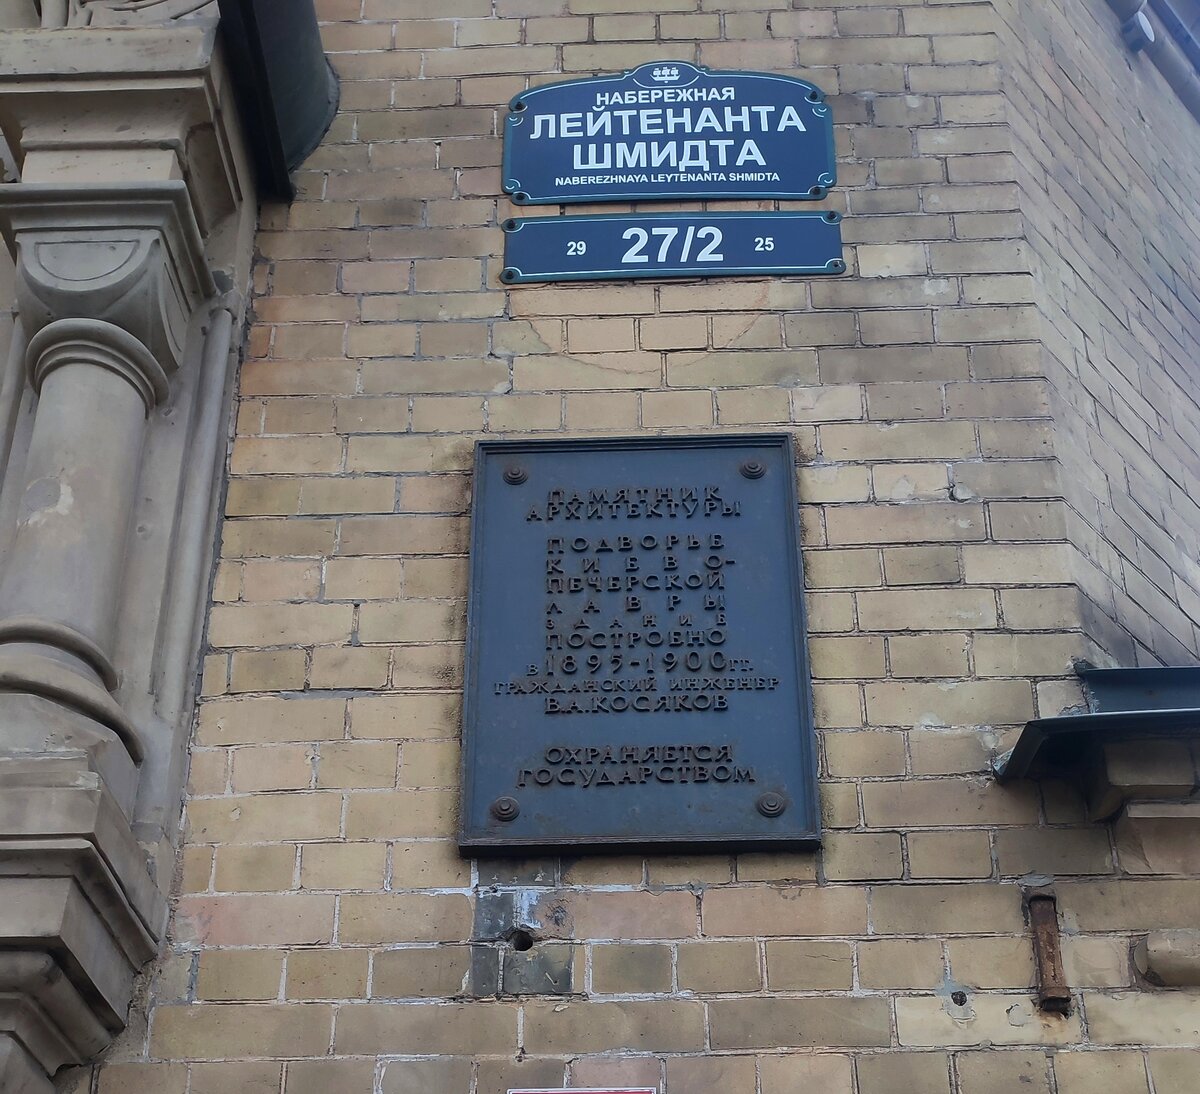 НАБЕРЕЖНАЯ
ЛЕЙТЕНАНТА
ШМИДТА
NABEREZHNAYA LEYTENANTA SHMIDTA
29 27/2 25
ПАМЯТНИК
АРХИТЕКТУРЫ
ПОДВОРЬЕ
КИЕВО-
ПЕЧЕРСКОЙ
ЛАВРЫ
ЗДАНИЕ
ПОСТРОЕНО
В 1895-1900 ГГ.
ГРАЖДАНСКИЙ ИНЖЕНЕР
В.А.КОСЯКОВ
ОХРАНЯЕТСЯ
ГОСУДАРСТВОМ